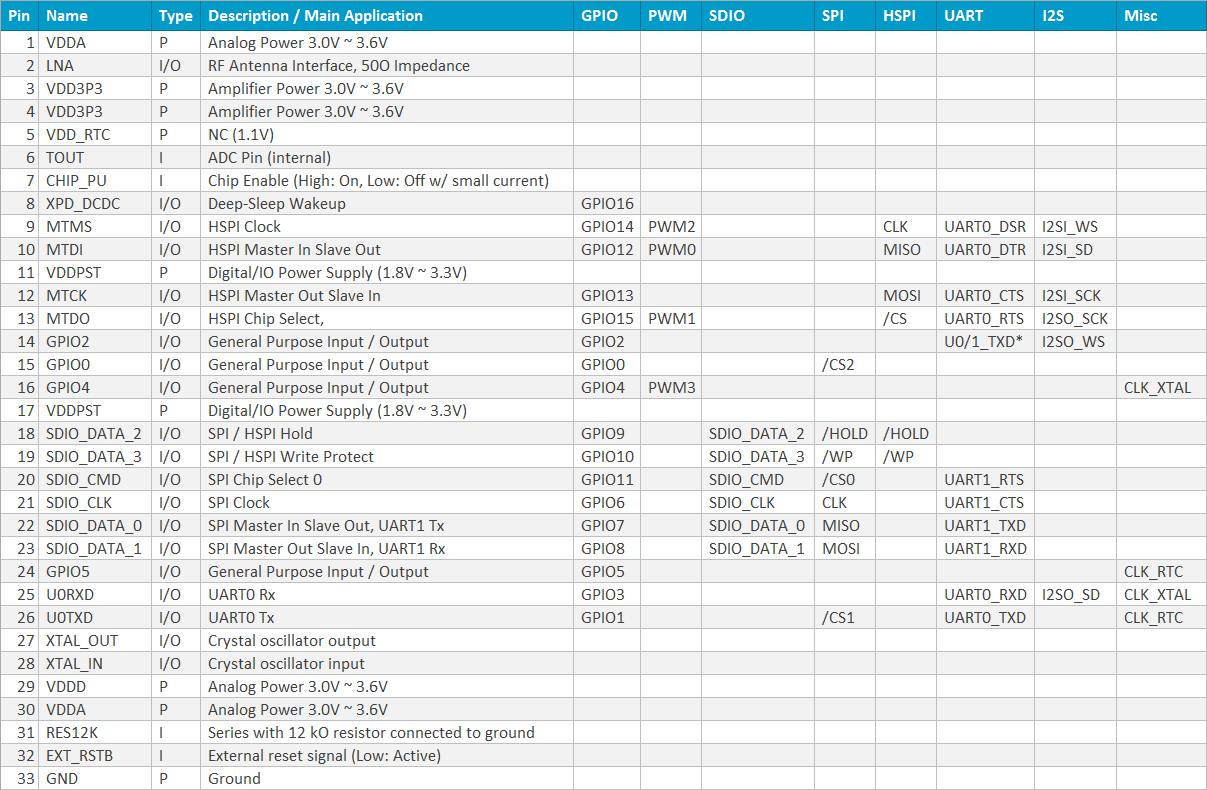 Pin Name Type Description / Main Application GPIO PWM SDIO SPI HSPI UART I2S Misc
1 VDDA P Analog Power 3.0V ~ 3.6V
2 LNA I/O RF Antenna Interface, 50O Impedance
3 VDD3P3 P Amplifier Power 3.0V ~ 3.6V
4 VDD3P3 P Amplifier Power 3.0V ~ 3.6V
5 VDD_RTC P NC (1.1V)
6 TOUT I ADC Pin (internal)
7 CHIP_PU I Chip Enable (High: On, Low: Off w/ small current)
8 XPD_DCDC I/O Deep-Sleep Wakeup GPIO16
9 MTMS I/O HSPI Clock GPIO14 PWM2 CLK UART0_DSR I2SI_WS
10 MTDI I/O HSPI Master In Slave Out GPIO12 PWM0 MISO UART0_DTR I2SI_SD
11 VDDPST P Digital/IO Power Supply (1.8V ~ 3.3V)
12 MTCK I/O HSPI Master Out Slave In GPIO13 MOSI UART0_CTS I2SI_SCK
13 MTDO I/O HSPI Chip Select, GPIO15 PWM1 /CS UART0_RTS I2SO_SCK
14 GPIO2 I/O General Purpose Input / Output GPIO2 U0/1_TXD* I2SO_WS
15 GPIO0 I/O General Purpose Input / Output GPIO0 /CS2
16 GPIO4 I/O General Purpose Input / Output GPIO4 PWM3 CLK_XTAL
17 VDDPST P Digital/IO Power Supply (1.8V ~ 3.3V)
18 SDIO_DATA_2 I/O SPI / HSPI Hold GPIO9 SDIO_DATA_2 /HOLD /HOLD
19 SDIO_DATA_3 I/O SPI / HSPI Write Protect GPIO10 SDIO_DATA_3 /WP /WP
20 SDIO_CMD I/O SPI Chip Select 0 GPIO11 SDIO_CMD /CS0 UART1_RTS
21 SDIO_CLK I/O SPI Clock GPIO6 SDIO_CLK CLK UART1_CTS
22 SDIO_DATA_0 I/O SPI Master In Slave Out, UART1 Tx GPIO7 SDIO_DATA_0 MISO UART1_TXD
23 SDIO_DATA_1 I/O SPI Master Out Slave In, UART1 Rx GPIO8 SDIO_DATA_1 MOSI UART1_RXD
24 GPIO5 I/O General Purpose Input / Output GPIO5 CLK_RTC
25 U0RXD I/O UART0 Rx GPIO3 UART0_RXD I2SO_SD CLK_XTAL
26 U0TXD I/O UART0 Tx GPIO1 /CS1 UART0_TXD CLK_RTC
27 XTAL_OUT I/O Crystal oscillator output
28 XTAL_IN I/O Crystal oscillator input
29 VDDD P Analog Power 3.0V ~ 3.6V
30 VDDA P Analog Power 3.0V ~ 3.6V
31 RES12K I Series with 12 kO resistor connected to ground
32 EXT_RSTB I External reset signal (Low: Active)
33 GND P Ground